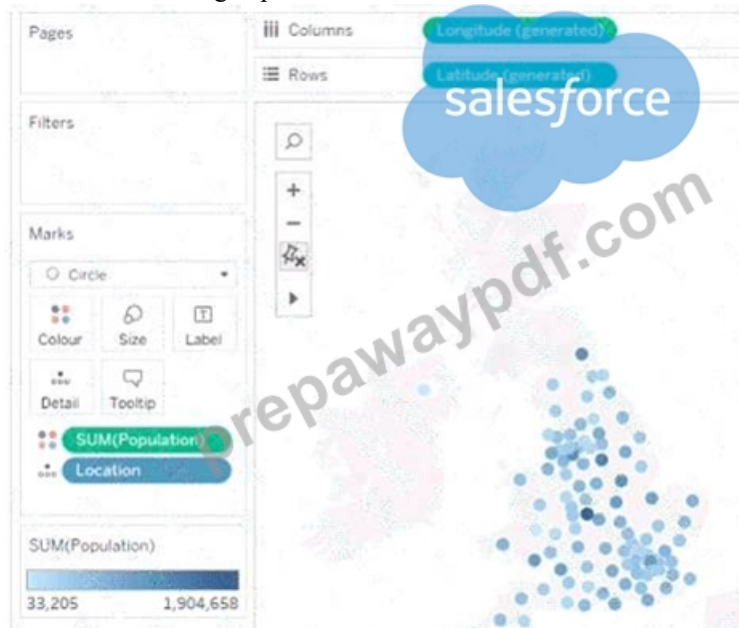 Pages
Columns
Longitude (generated)
Rows
Latitude (generated)
salesforce
Filters
Marks
Circle
Colour
Size
Label
Detail
Tooltip
SUM(Population)
Location
SUM(Population)
33,205
1,904,658
prepawaypdf.com